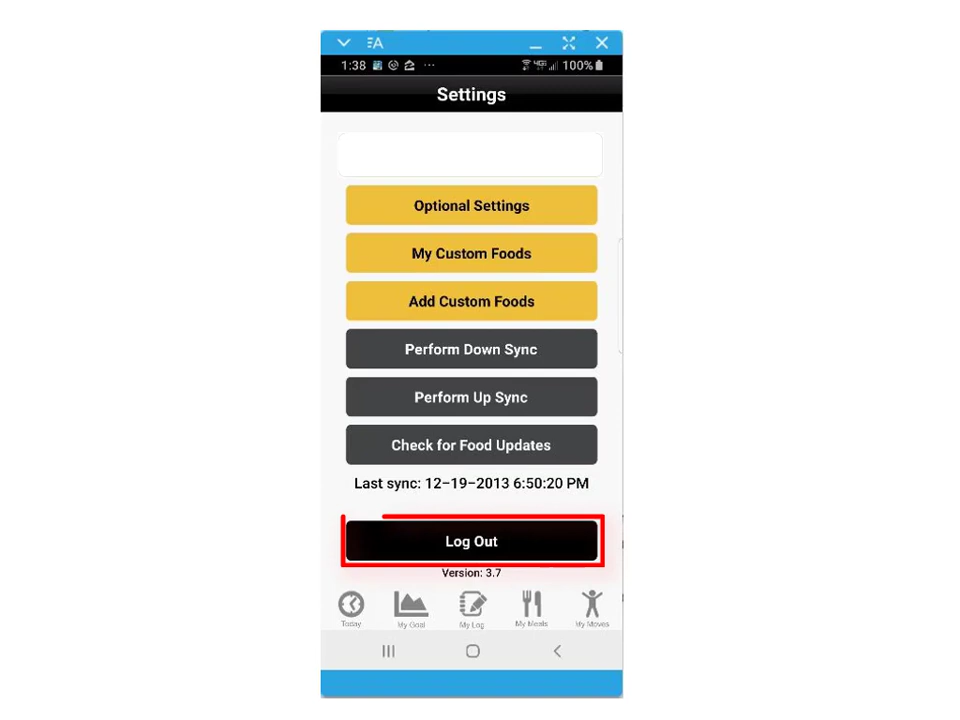 1:38 100%
Settings
Optional Settings
My Custom Foods
Add Custom Foods
Perform Down Sync
Perform Up Sync
Check for Food Updates
Last sync: 12-19-2013 6:50:20 PM
Log Out
Version: 3.7
Today My Goal My Log My Meals My Moves